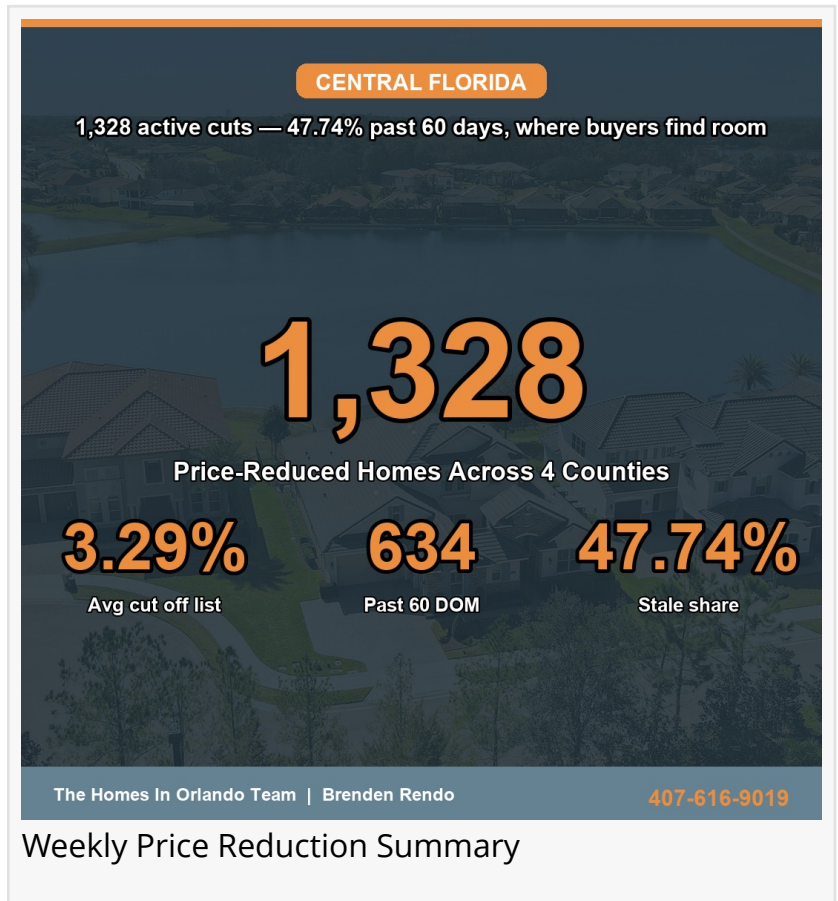 CENTRAL FLORIDA
1,328 active cuts — 47.74% past 60 days, where buyers find room
1,328
Price-Reduced Homes Across 4 Counties
3.29% 634 47.74%
Avg cut off list Past 60 DOM Stale share
The Homes In Orlando Team | Brenden Rendo 407-616-9019
Weekly Price Reduction Summary